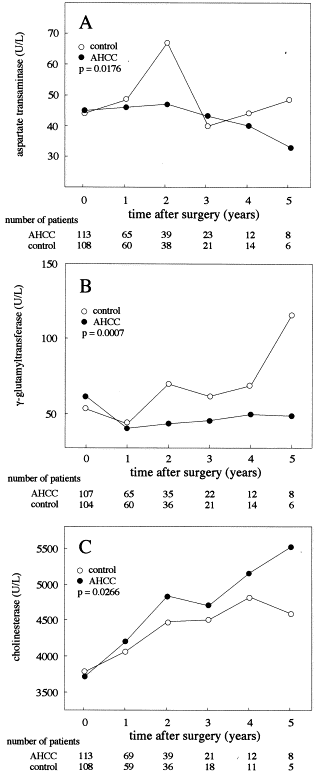 A
control
AHCC
p = 0.0176
aspartate transaminase (U/L)
70
60
50
40
30
0 1 2 3 4 5
time after surgery (years)
number of patients
AHCC 113 65 39 23 12 8
control 108 60 38 21 14 6
B
control
AHCC
p = 0.0007
γ-glutamyltransferase (U/L)
150
100
50
0 1 2 3 4 5
time after surgery (years)
number of patients
AHCC 107 65 35 22 12 8
control 104 60 36 21 14 6
C
control
AHCC
p = 0.0266
cholinesterase (U/L)
5500
5000
4500
4000
3500
0 1 2 3 4 5
time after surgery (years)
number of patients
AHCC 113 69 39 21 12 8
control 108 59 36 18 11 5